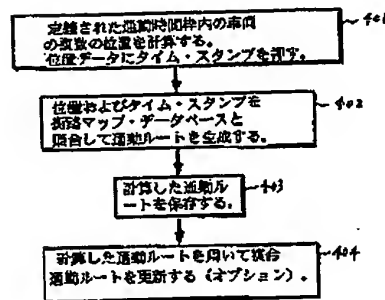 定義された通勤時間枠内の車両
の複数の位置を計算する。
位置データにタイム・スタンプを押す。
401
位置およびタイム・スタンプを
街路マップ・データベースと
照合して通勤ルートを生成する。
402
計算した通勤ル
ートを保存する。
403
計算した通勤ルートを用いて複合
通勤ルートを更新する（オプション）。
404